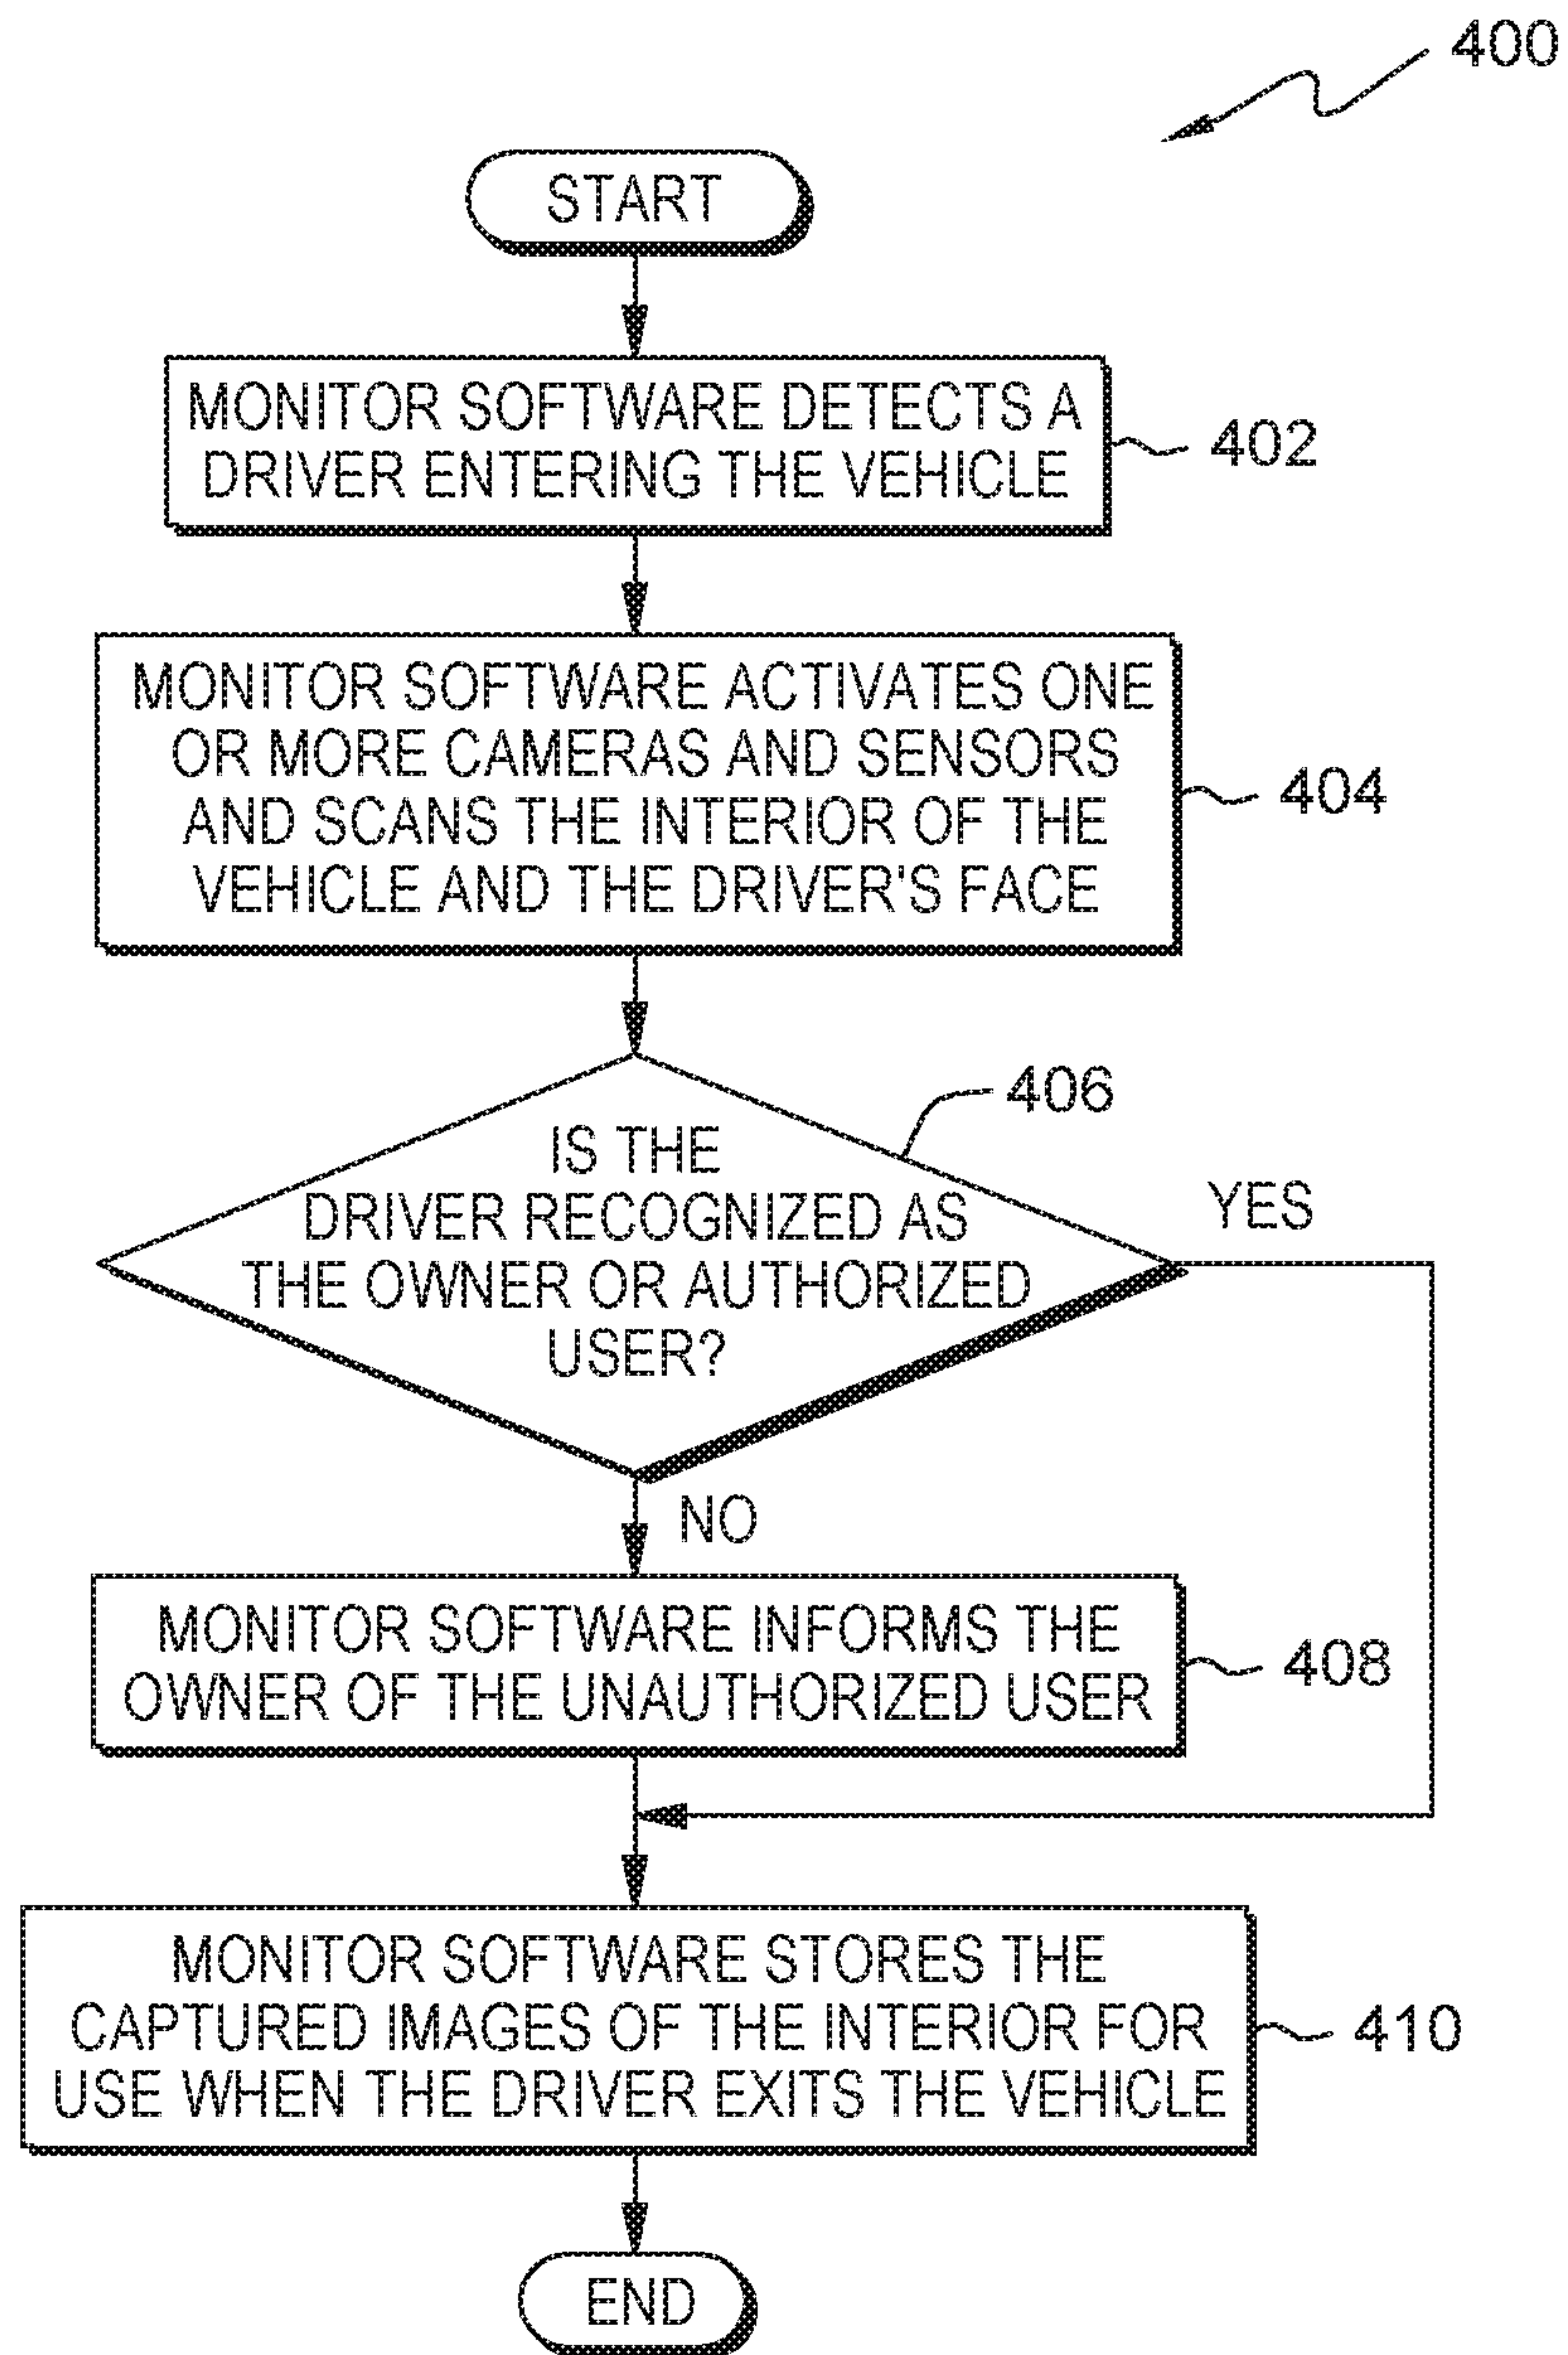 400
START
MONITOR SOFTWARE DETECTS A
DRIVER ENTERING THE VEHICLE
402
MONITOR SOFTWARE ACTIVATES ONE
OR MORE CAMERAS AND SENSORS
AND SCANS THE INTERIOR OF THE
VEHICLE AND THE DRIVER'S FACE
404
406
IS THE
DRIVER RECOGNIZED AS
THE OWNER OR AUTHORIZED
USER?
YES
NO
MONITOR SOFTWARE INFORMS THE
OWNER OF THE UNAUTHORIZED USER
408
MONITOR SOFTWARE STORES THE
CAPTURED IMAGES OF THE INTERIOR FOR
USE WHEN THE DRIVER EXITS THE VEHICLE
410
END